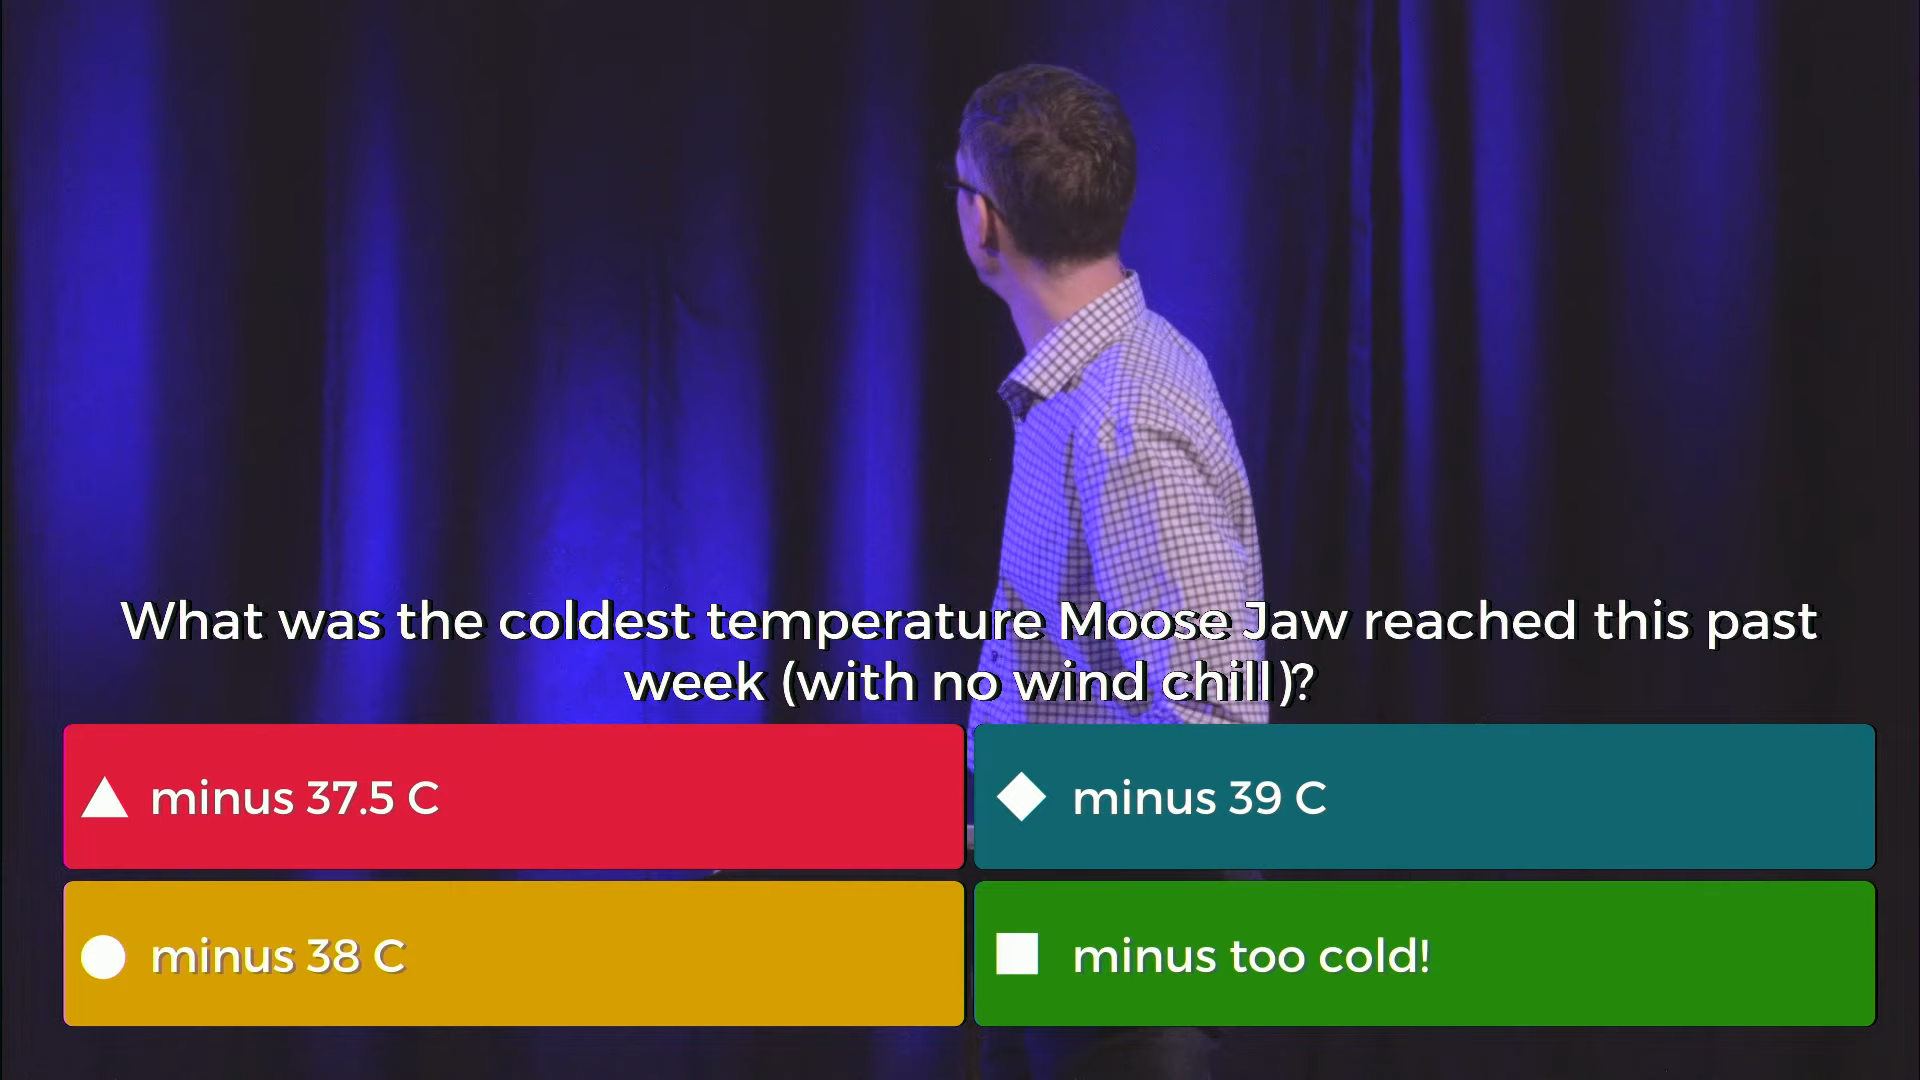 What was the coldest temperature Moose Jaw reached this past
week (with no wind chill)?
minus 37.5 C
minus 39 C
minus 38 C
minus too cold!